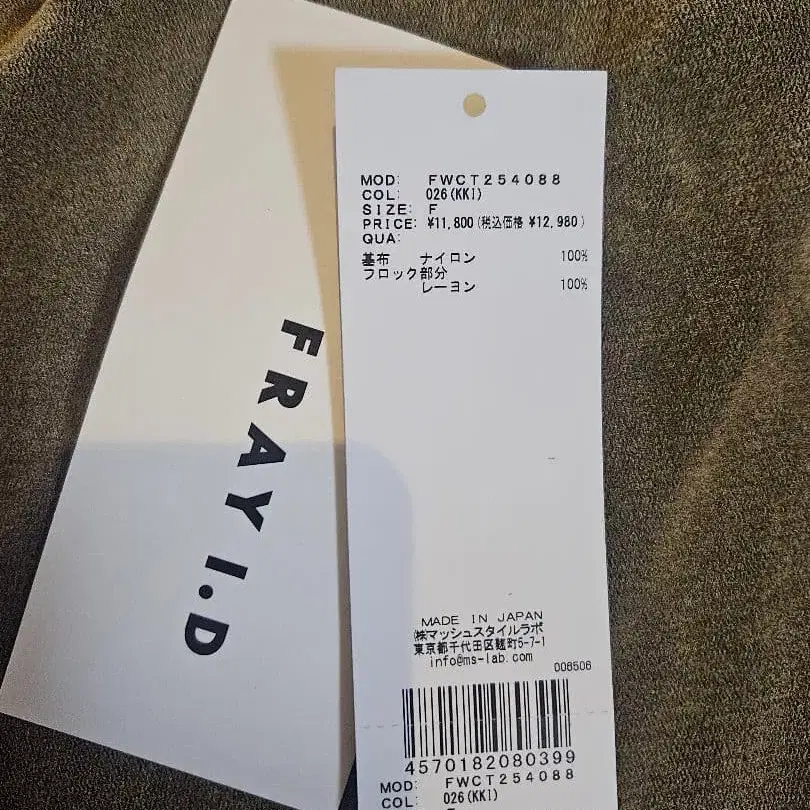 FRAY I.D
MOD: FWCT254088
COL: 026(KKI)
SIZE: F
PRICE: ¥11,800(税込価格 ¥12,980)
QUA:
基布 ナイロン 100%
フロック部分
レーヨン 100%
MADE IN JAPAN
㈱マッシュスタイルラボ
東京都千代田区麹町5-7-1
info@ms-lab.com
006506
4570182080399
MOD: FWCT254088
COL: 026(KKI)